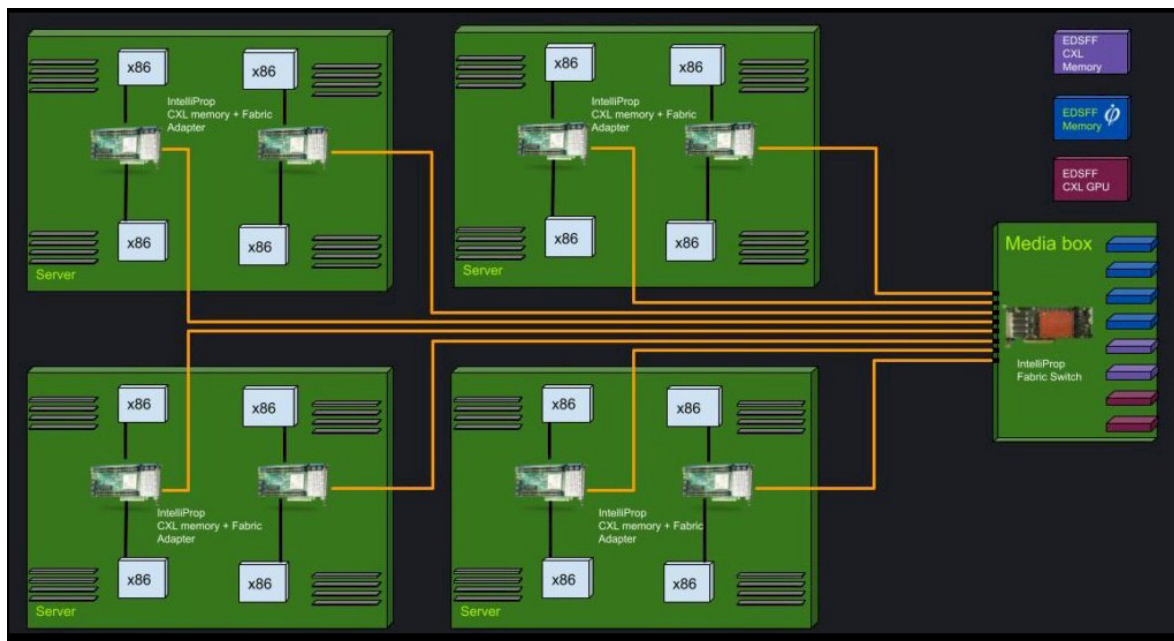 x86
x86
IntelliProp
CXL memory + Fabric
Adapter
x86
x86
Server
x86
x86
IntelliProp
CXL memory + Fabric
Adapter
x86
x86
Server
EDSFF
CXL
Memory
EDSFF
Memory φ̇
EDSFF
CXL GPU
Media box
IntelliProp
Fabric Switch
x86
x86
IntelliProp
CXL memory + Fabric
Adapter
x86
x86
Server
x86
x86
IntelliProp
CXL memory + Fabric
Adapter
x86
x86
Server